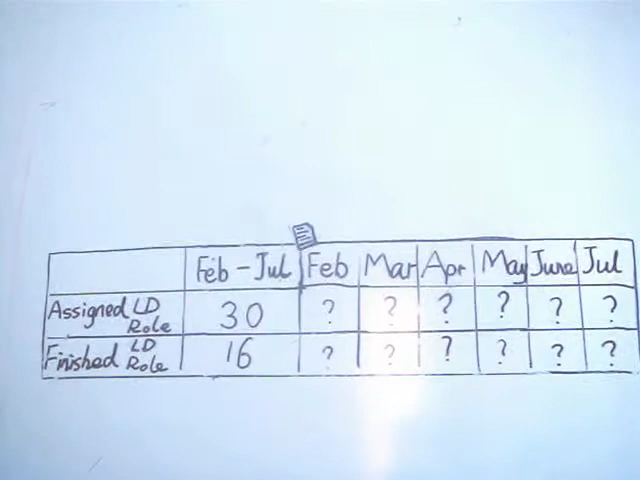 Feb - Jul Feb Mar Apr May June Jul
Assigned LD Role 30 ? ? ? ? ? ?
Finished LD Role 16 ? ? ? ? ? ?